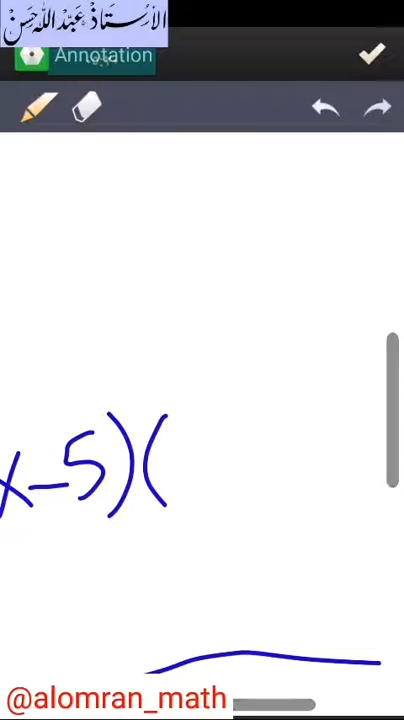 الأستاذ عبد الله حسن
Annotation
x-5)(
@alomran_math